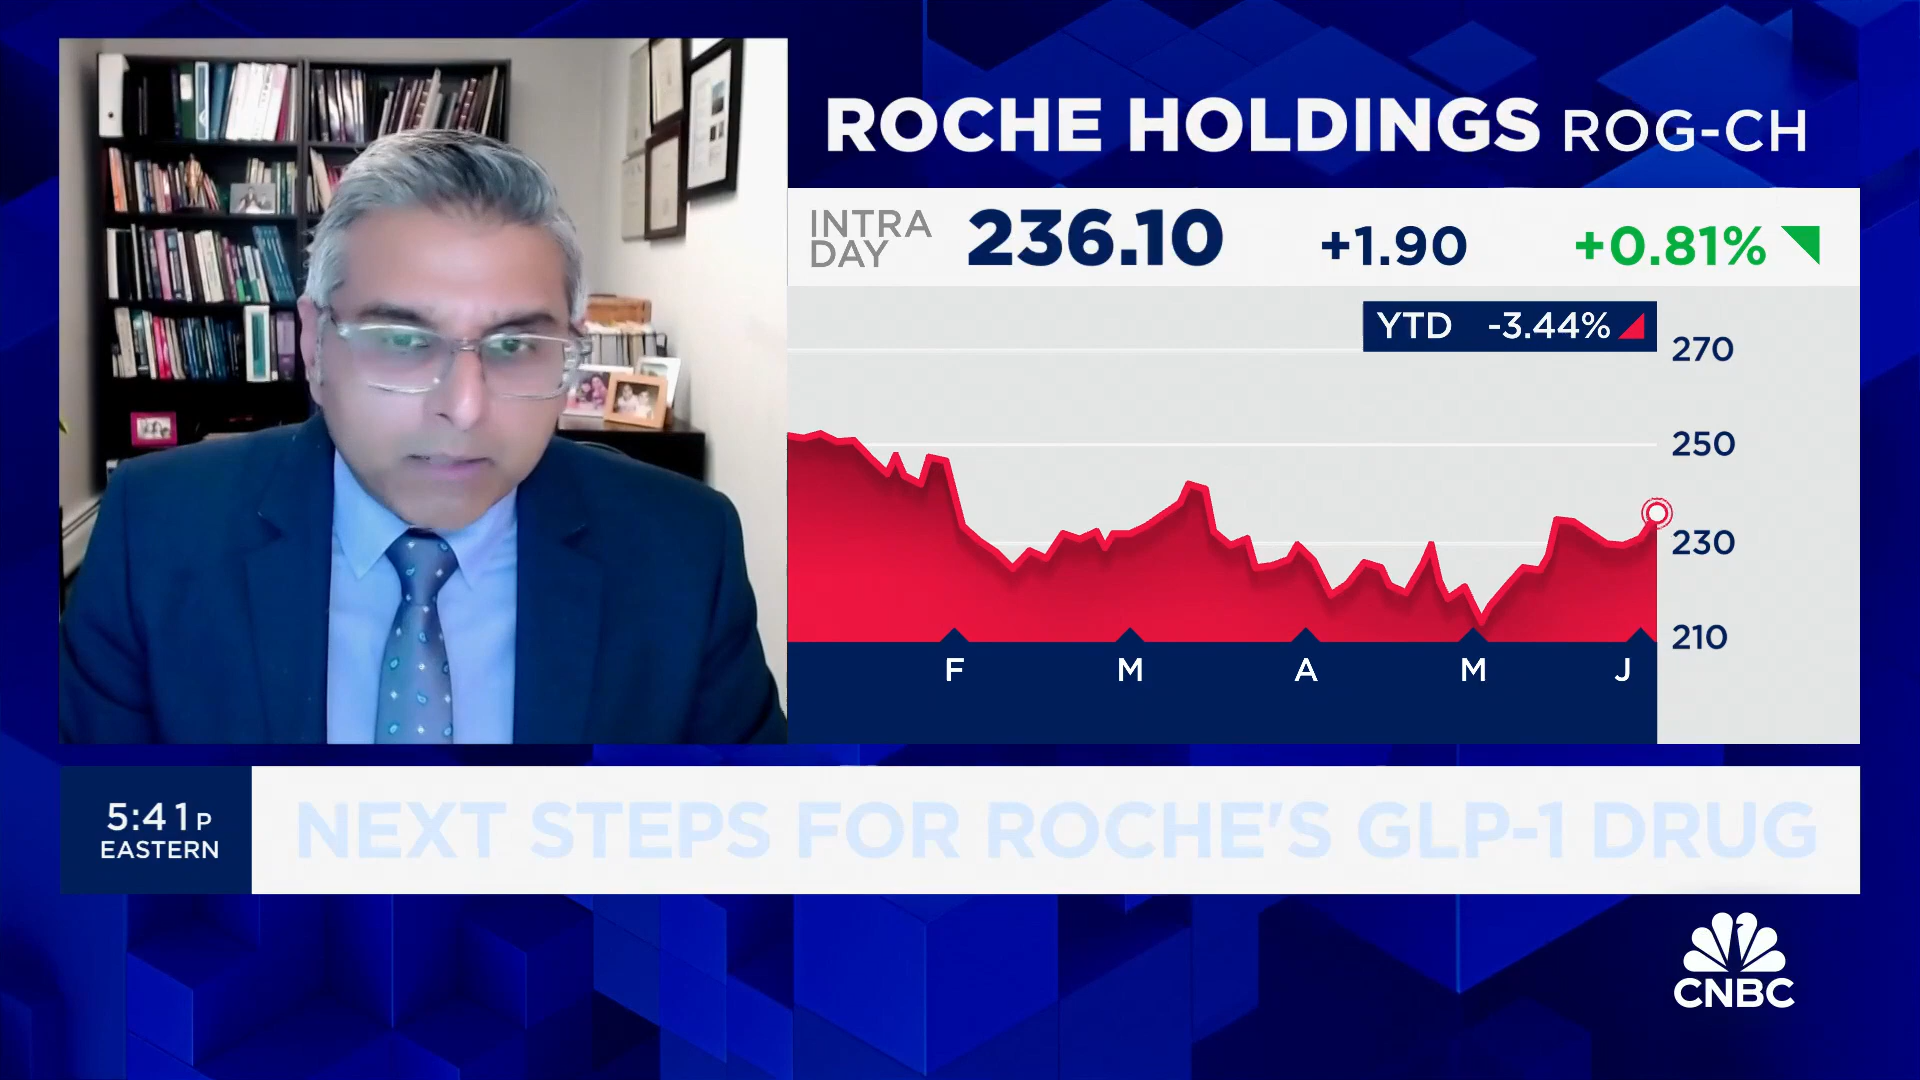 ROCHE HOLDINGS ROG-CH
INTRA
DAY
236.10 +1.90 +0.81%
YTD -3.44%
270
250
230
210
F M A M J
5:41P
EASTERN
NEXT STEPS FOR ROCHE'S GLP-1 DRUG
CNBC